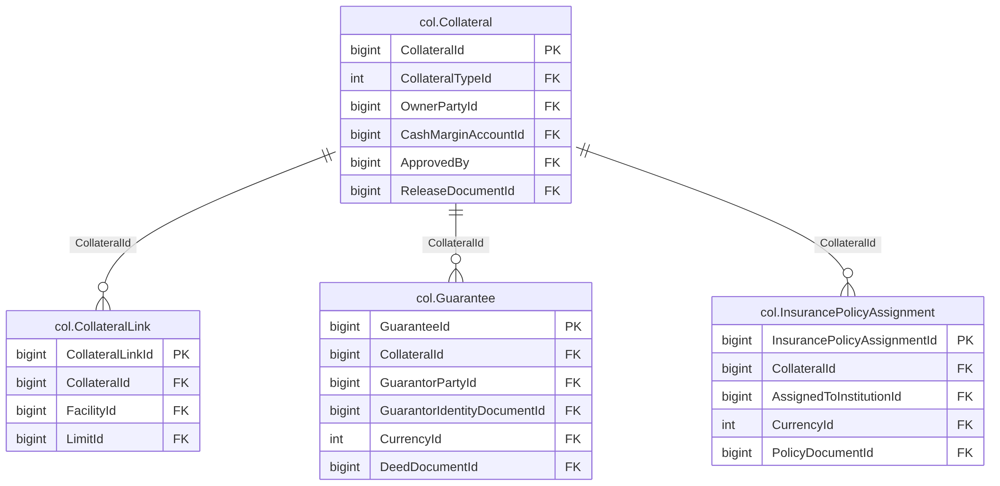 col.Collateral
bigint CollateralId PK
int CollateralTypeId FK
bigint OwnerPartyId FK
bigint CashMarginAccountId FK
bigint ApprovedBy FK
bigint ReleaseDocumentId FK
CollateralId
CollateralId
CollateralId
col.CollateralLink
bigint CollateralLinkId PK
bigint CollateralId FK
bigint FacilityId FK
bigint LimitId FK
col.Guarantee
bigint GuaranteeId PK
bigint CollateralId FK
bigint GuarantorPartyId FK
bigint GuarantorIdentityDocumentId FK
int CurrencyId FK
bigint DeedDocumentId FK
col.InsurancePolicyAssignment
bigint InsurancePolicyAssignmentId PK
bigint CollateralId FK
bigint AssignedToInstitutionId FK
int CurrencyId FK
bigint PolicyDocumentId FK